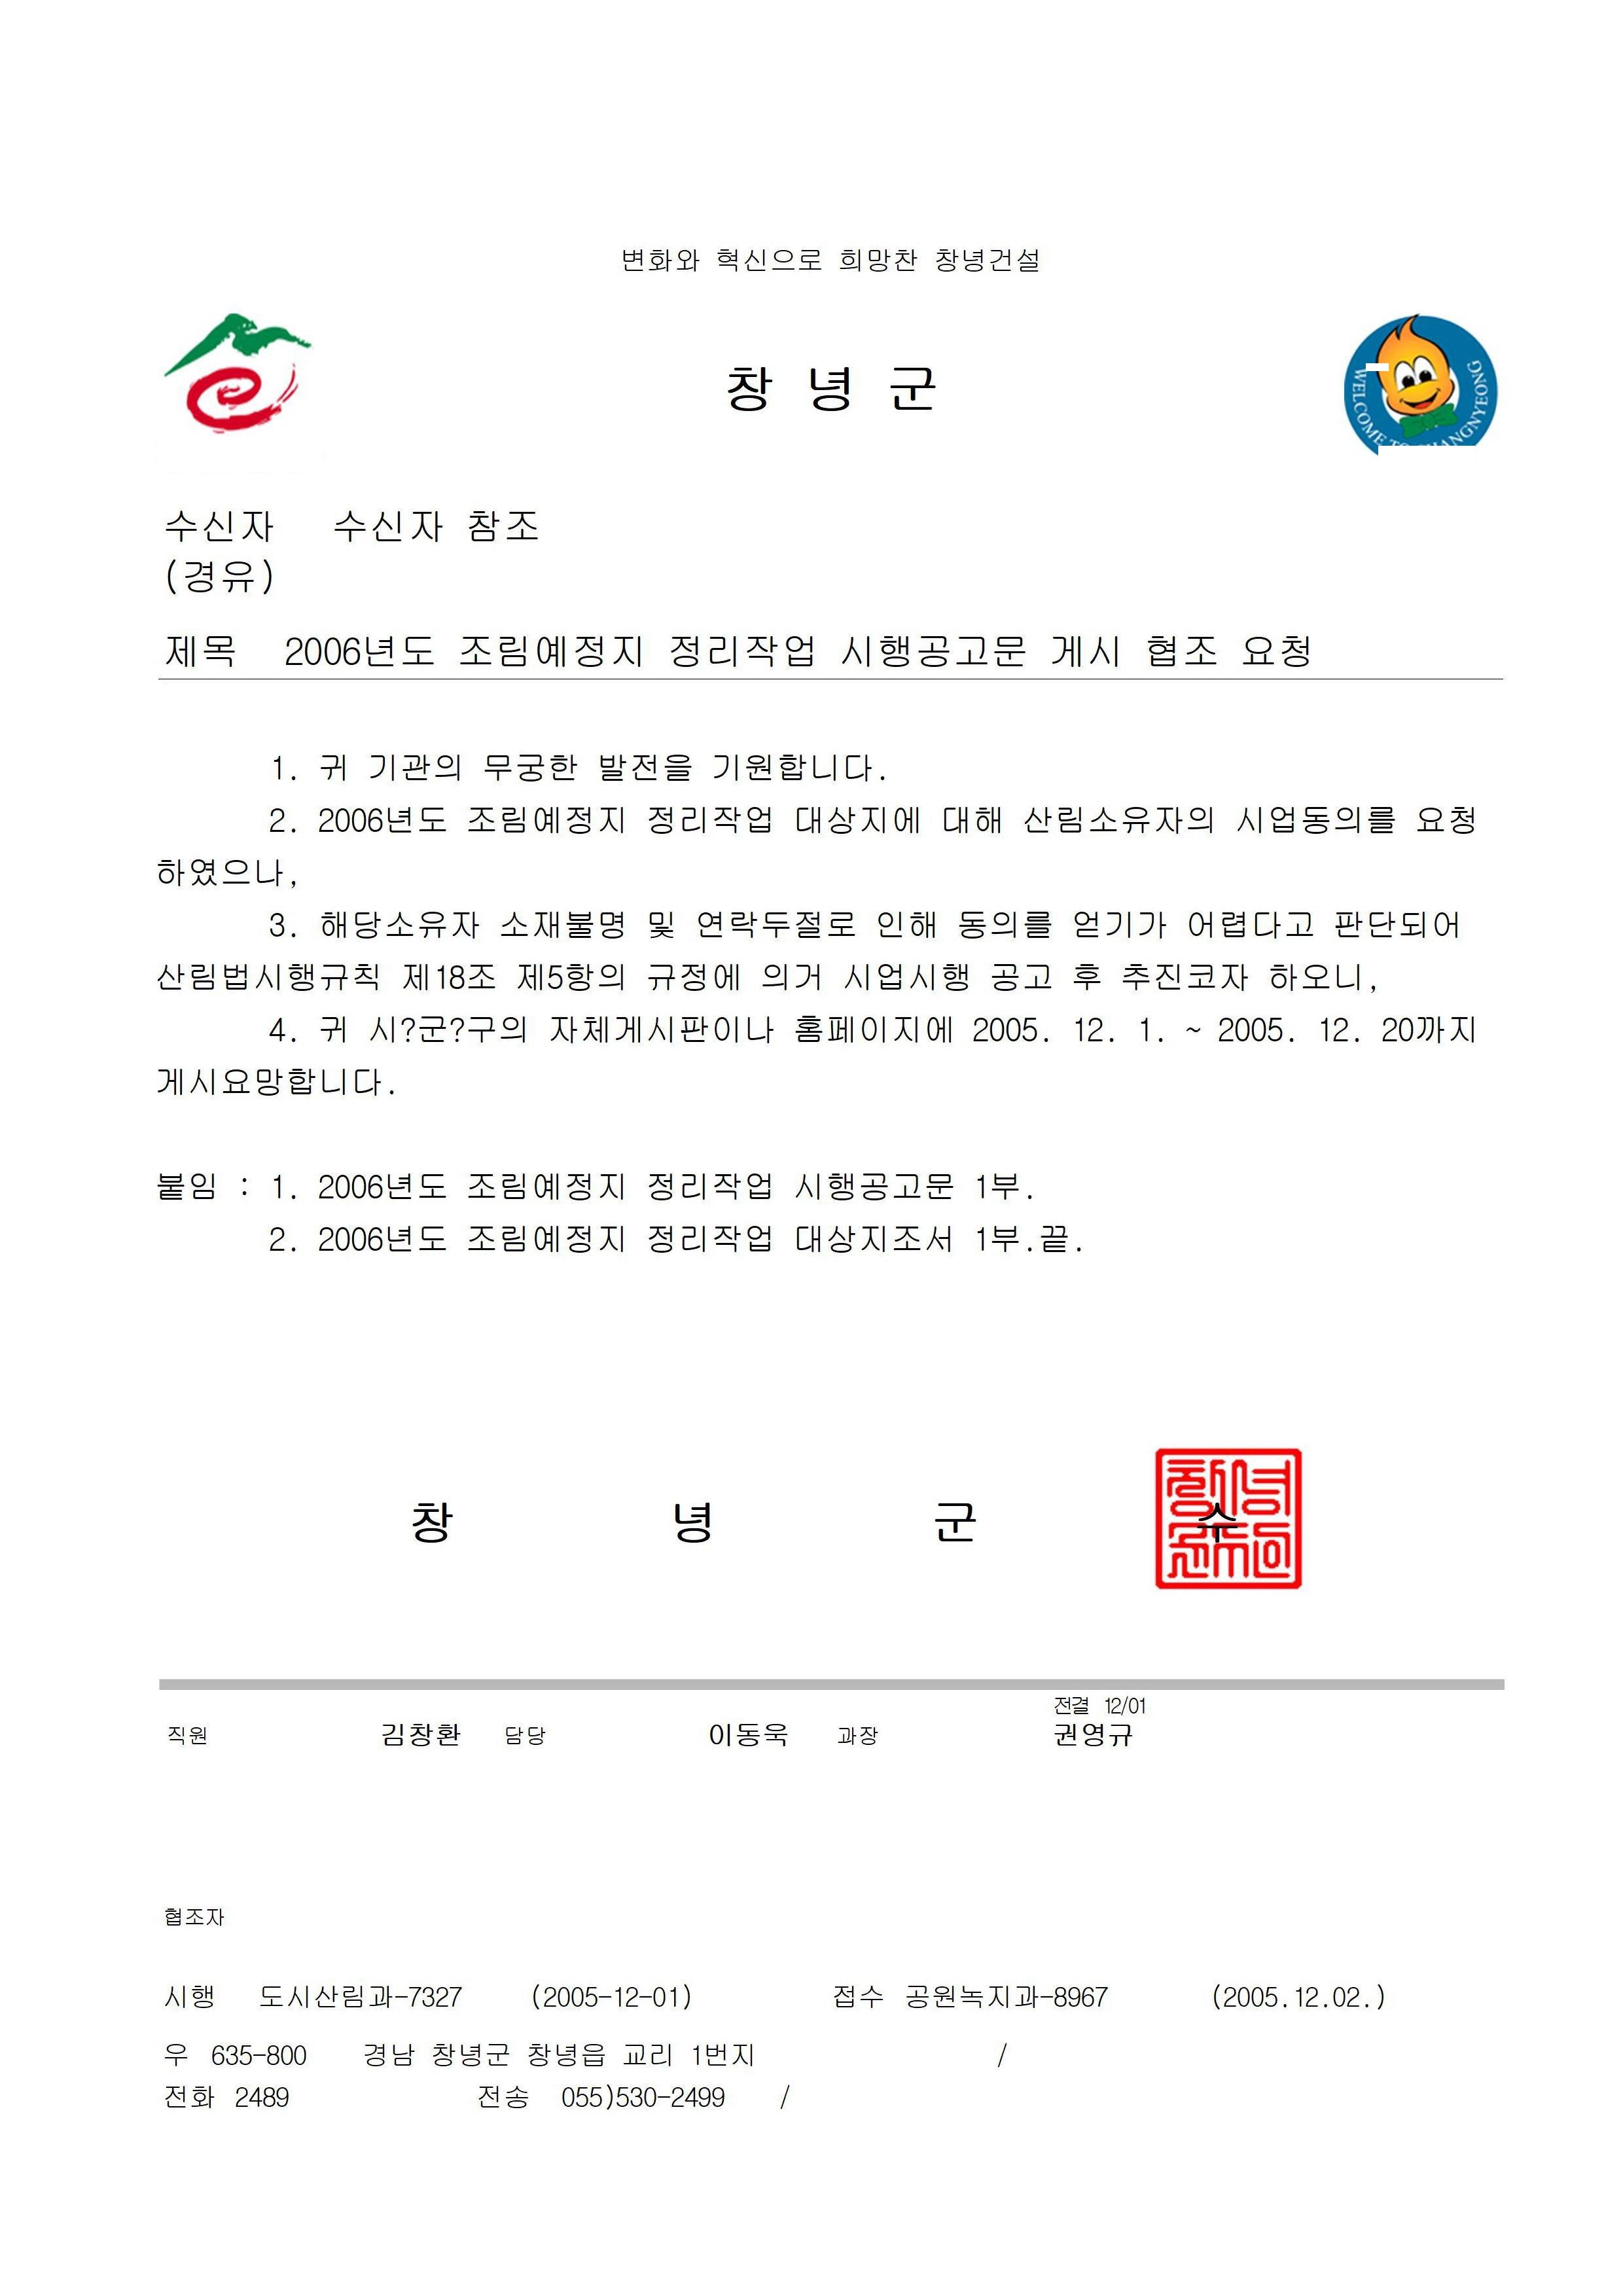 변화와 혁신으로 희망찬 창녕건설
창 녕 군
WELCOME TO CHANGNYEONG
수신자 수신자 참조
(경유)
제목 2006년도 조림예정지 정리작업 시행공고문 게시 협조 요청
1. 귀 기관의 무궁한 발전을 기원합니다.
2. 2006년도 조림예정지 정리작업 대상지에 대해 산림소유자의 시업동의를 요청
하였으나,
3. 해당소유자 소재불명 및 연락두절로 인해 동의를 얻기가 어렵다고 판단되어
산림법시행규칙 제18조 제5항의 규정에 의거 시업시행 공고 후 추진코자 하오니,
4. 귀 시?군?구의 자체게시판이나 홈페이지에 2005. 12. 1. ~ 2005. 12. 20까지
게시요망합니다.
붙임 : 1. 2006년도 조림예정지 정리작업 시행공고문 1부.
2. 2006년도 조림예정지 정리작업 대상지조서 1부.끝.
창 녕 군 수
전결 12/01
직원 김창환 담당 이동욱 과장 권영규
협조자
시행 도시산림과-7327 (2005-12-01) 접수 공원녹지과-8967 (2005.12.02.)
우 635-800 경남 창녕군 창녕읍 교리 1번지 /
전화 2489 전송 055)530-2499 /